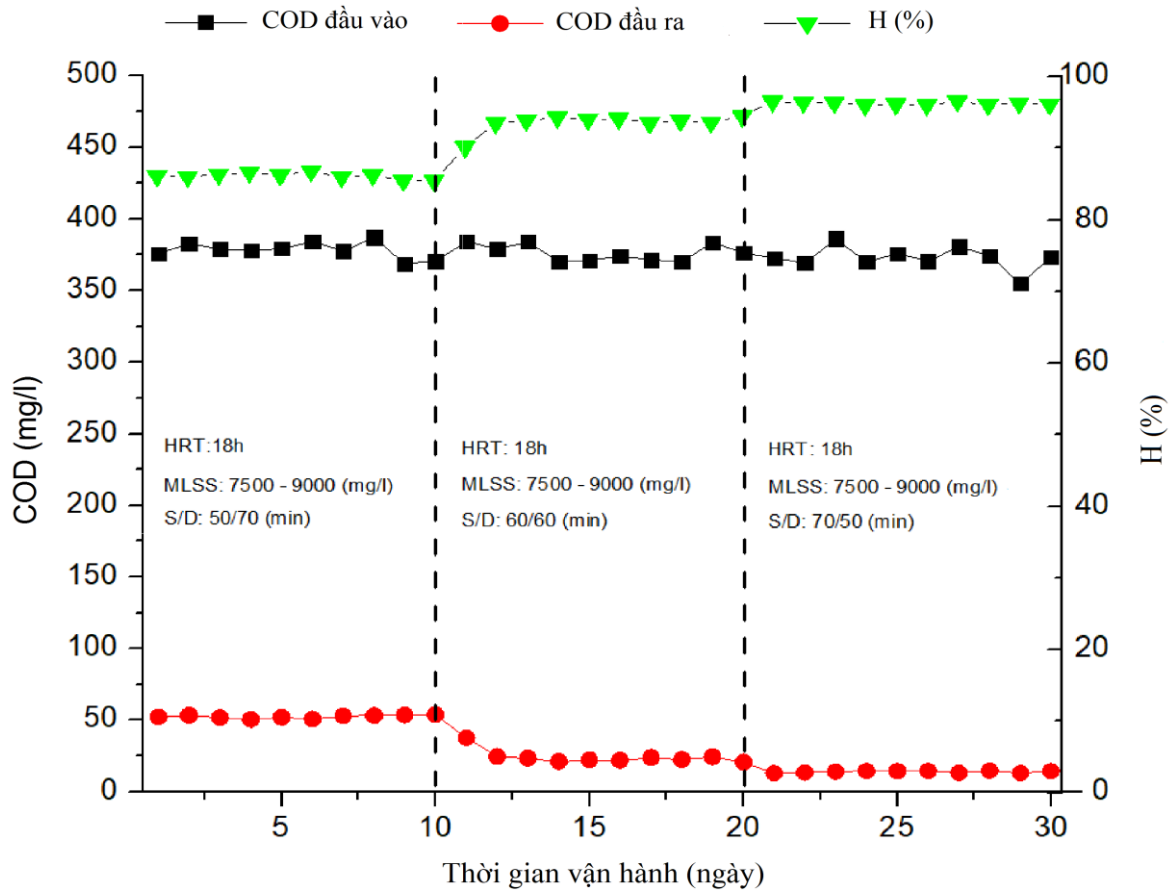 COD đầu vào COD đầu ra H (%)
500
450
400
350
300
250
200
150
100
50
0
COD (mg/l)
HRT:18h
MLSS: 7500 - 9000 (mg/l)
S/D: 50/70 (min)
HRT: 18h
MLSS: 7500 - 9000 (mg/l)
S/D: 60/60 (min)
HRT: 18h
MLSS: 7500 - 9000 (mg/l)
S/D: 70/50 (min)
100
80
60
40
20
0
H (%)
5 10 15 20 25 30
Thời gian vận hành (ngày)